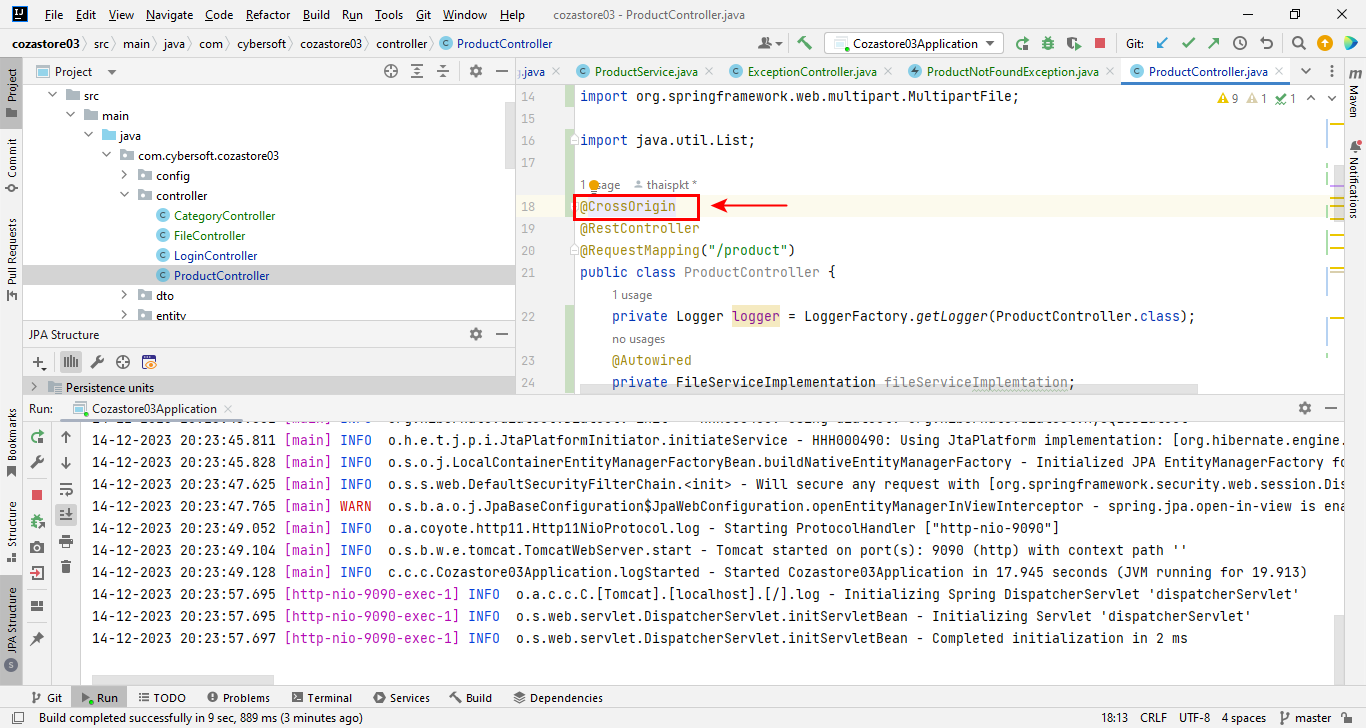 File Edit View Navigate Code Refactor Build Run Tools Git Window Help cozastore03 - ProductController.java
cozastore03 src main java com cybersoft cozastore03 controller ProductController Cozastore03Application Git:
Project
.java ProductService.java ExceptionController.java ProductNotFoundException.java ProductController.java
src
main
java
com.cybersoft.cozastore03
config
controller
CategoryController
FileController
LoginController
ProductController
dto
entity
JPA Structure
Persistence units
14 import org.springframework.web.multipart.MultipartFile;
9 1 1
15
16 import java.util.List;
17
thaispkt *
18 @CrossOrigin
19 @RestController
20 @RequestMapping("/product")
21 public class ProductController {
1 usage
22 private Logger logger = LoggerFactory.getLogger(ProductController.class);
no usages
23 @Autowired
24 private FileServiceImplementation fileServiceImplemtation;
Project
Commit
Pull Requests
Bookmarks
Structure
JPA Structure
Maven
Notifications
Run: Cozastore03Application
14-12-2023 20:23:45.811 [main] INFO o.h.e.t.j.p.i.JtaPlatformInitiator.initiateService - HHH000490: Using JtaPlatform implementation: [org.hibernate.engine.
14-12-2023 20:23:45.828 [main] INFO o.s.o.j.LocalContainerEntityManagerFactoryBean.buildNativeEntityManagerFactory - Initialized JPA EntityManagerFactory fo
14-12-2023 20:23:47.625 [main] INFO o.s.s.web.DefaultSecurityFilterChain.<init> - Will secure any request with [org.springframework.security.web.session.Dis
14-12-2023 20:23:47.765 [main] WARN o.s.b.a.o.j.JpaBaseConfiguration$JpaWebConfiguration.openEntityManagerInViewInterceptor - spring.jpa.open-in-view is ena
14-12-2023 20:23:49.052 [main] INFO o.a.coyote.http11.Http11NioProtocol.log - Starting ProtocolHandler ["http-nio-9090"]
14-12-2023 20:23:49.104 [main] INFO o.s.b.w.e.tomcat.TomcatWebServer.start - Tomcat started on port(s): 9090 (http) with context path ''
14-12-2023 20:23:49.128 [main] INFO c.c.c.Cozastore03Application.logStarted - Started Cozastore03Application in 17.945 seconds (JVM running for 19.913)
14-12-2023 20:23:57.695 [http-nio-9090-exec-1] INFO o.a.c.c.C.[Tomcat].[localhost].[/].log - Initializing Spring DispatcherServlet 'dispatcherServlet'
14-12-2023 20:23:57.695 [http-nio-9090-exec-1] INFO o.s.web.servlet.DispatcherServlet.initServletBean - Initializing Servlet 'dispatcherServlet'
14-12-2023 20:23:57.697 [http-nio-9090-exec-1] INFO o.s.web.servlet.DispatcherServlet.initServletBean - Completed initialization in 2 ms
Git Run TODO Problems Terminal Services Build Dependencies
Build completed successfully in 9 sec, 889 ms (3 minutes ago) 18:13 CRLF UTF-8 4 spaces master